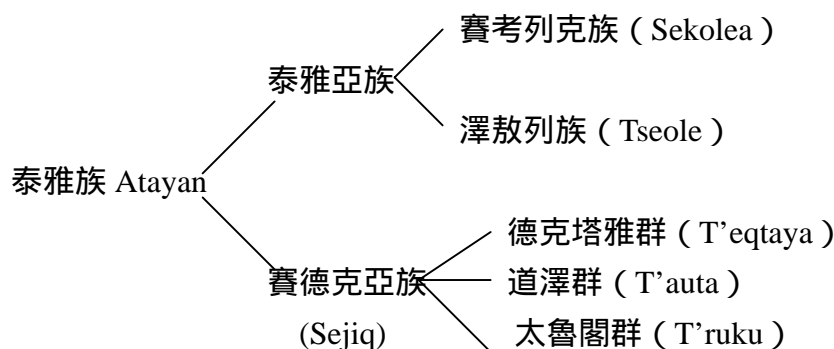 賽考列克族（Sekolea）
泰雅亞族
澤敖列族（Tseole）
泰雅族 Atayan
德克塔雅群（T’eqtaya）
賽德克亞族
道澤群（T’auta）
(Sejiq)
太魯閣群（T’ruku）